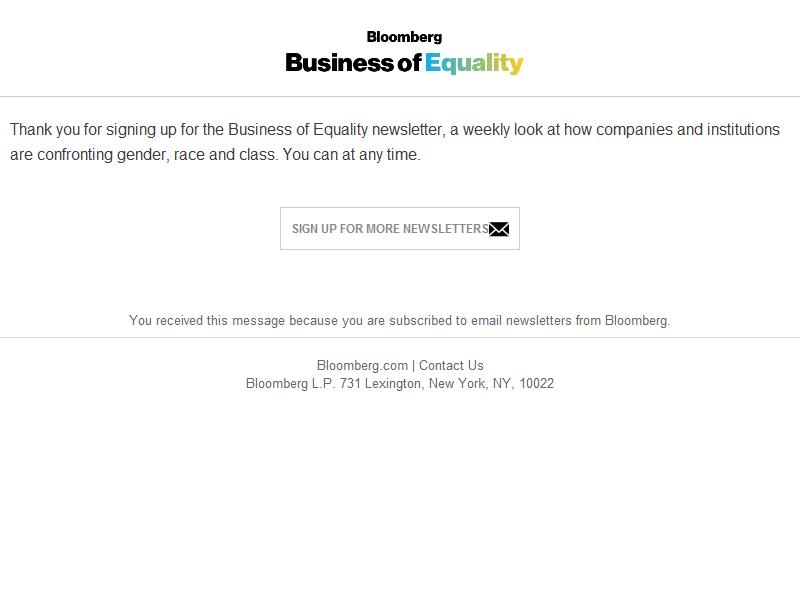 Bloomberg
Business of Equality
Thank you for signing up for the Business of Equality newsletter, a weekly look at how companies and institutions
are confronting gender, race and class. You can at any time.
SIGN UP FOR MORE NEWSLETTERS
You received this message because you are subscribed to email newsletters from Bloomberg.
Bloomberg.com | Contact Us
Bloomberg L.P. 731 Lexington, New York, NY, 10022